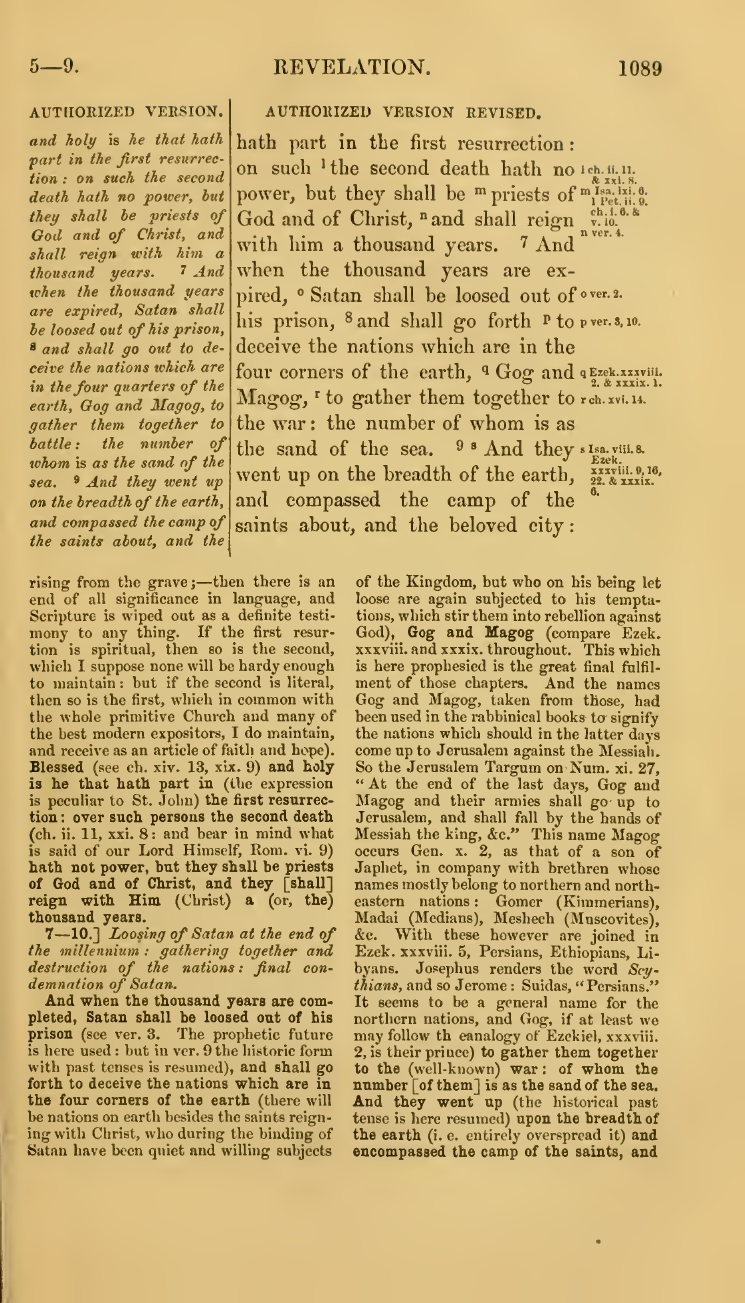 5—9.
REVELATION.
1089
AUTHORIZED VERSION.
and holy is he that hath
part in the first resurrec-
tion : on such the second
death hath no power, but
they shall be priests of
God and of Christ, and
shall reign with him a
thousand years. 7 And
when the thousand years
are expired, Satan shall
be loosed out of his prison,
8 and shall go out to de-
ceive the nations which are
in the four quarters of the
earth, Gog and Magog, to
gather them together to
battle : the number of
whom is as the sand of the
sea. 9 And they went up
on the breadth of the earth,
and compassed the camp of
the saints about, and the
AUTHORIZED VERSION REVISED.
hath part in the first resurrection :
on such l the second death hath no
power, but they shall be m priests of
God and of Christ, n and shall reign
with him a thousand years. 7 And
when the thousand years are ex-
pired, o Satan shall be loosed out of
his prison, 8 and shall go forth p to
deceive the nations which are in the
four corners of the earth, q Gog and
Magog, r to gather them together to
the war : the number of whom is as
the sand of the sea. 9 s And they
went up on the breadth of the earth,
and compassed the camp of the
saints about, and the beloved city :
l ch. ii. 11.
& xxi. 8.
m Isa. lxi. 6.
1 Pet. ii. 9.
ch. i. 6. &
v. 10.
n ver. 4.
o ver. 2.
p ver. 3, 10.
q Ezek. xxxviii.
2. & xxxix. 1.
r ch. xvi. 14.
s Isa. viii. 8.
Ezek.
xxxviii. 9, 16,
22. & xxxix.
6.
rising from the grave ;—then there is an
end of all significance in language, and
Scripture is wiped out as a definite testi-
mony to any thing. If the first resur-
tion is spiritual, then so is the second,
which I suppose none will be hardy enough
to maintain : but if the second is literal,
then so is the first, which in common with
the whole primitive Church and many of
the best modern expositors, I do maintain,
and receive as an article of faith and hope).
Blessed (see ch. xiv. 13, xix. 9) and holy
is he that hath part in (the expression
is peculiar to St. John) the first resurrec-
tion : over such persons the second death
(ch. ii. 11, xxi. 8 : and bear in mind what
is said of our Lord Himself, Rom. vi. 9)
hath not power, but they shall be priests
of God and of Christ, and they [shall]
reign with Him (Christ) a (or, the)
thousand years.
7—10.] Loosing of Satan at the end of
the millennium : gathering together and
destruction of the nations : final con-
demnation of Satan.
And when the thousand years are com-
pleted, Satan shall be loosed out of his
prison (see ver. 3. The prophetic future
is here used : but in ver. 9 the historic form
with past tenses is resumed), and shall go
forth to deceive the nations which are in
the four corners of the earth (there will
be nations on earth besides the saints reign-
ing with Christ, who during the binding of
Satan have been quiet and willing subjects
of the Kingdom, but who on his being let
loose are again subjected to his tempta-
tions, which stir them into rebellion against
God), Gog and Magog (compare Ezek.
xxxviii. and xxxix. throughout. This which
is here prophesied is the great final fulfil-
ment of those chapters. And the names
Gog and Magog, taken from those, had
been used in the rabbinical books to signify
the nations which should in the latter days
come up to Jerusalem against the Messiah.
So the Jerusalem Targum on Num. xi. 27,
“ At the end of the last days, Gog and
Magog and their armies shall go up to
Jerusalem, and shall fall by the hands of
Messiah the king, &c.” This name Magog
occurs Gen. x. 2, as that of a son of
Japhet, in company with brethren whose
names mostly belong to northern and north-
eastern nations : Gomer (Kimmerians),
Madai (Medians), Meshech (Muscovites),
&c. With these however are joined in
Ezek. xxxviii. 5, Persians, Ethiopians, Li-
byans. Josephus renders the word Scy-
thians, and so Jerome : Suidas, “ Persians.”
It seems to be a general name for the
northern nations, and Gog, if at least we
may follow th eanalogy of Ezekiel, xxxviii.
2, is their prince) to gather them together
to the (well-known) war : of whom the
number [of them] is as the sand of the sea.
And they went up (the historical past
tense is here resumed) upon the breadth of
the earth (i. e. entirely overspread it) and
encompassed the camp of the saints, and